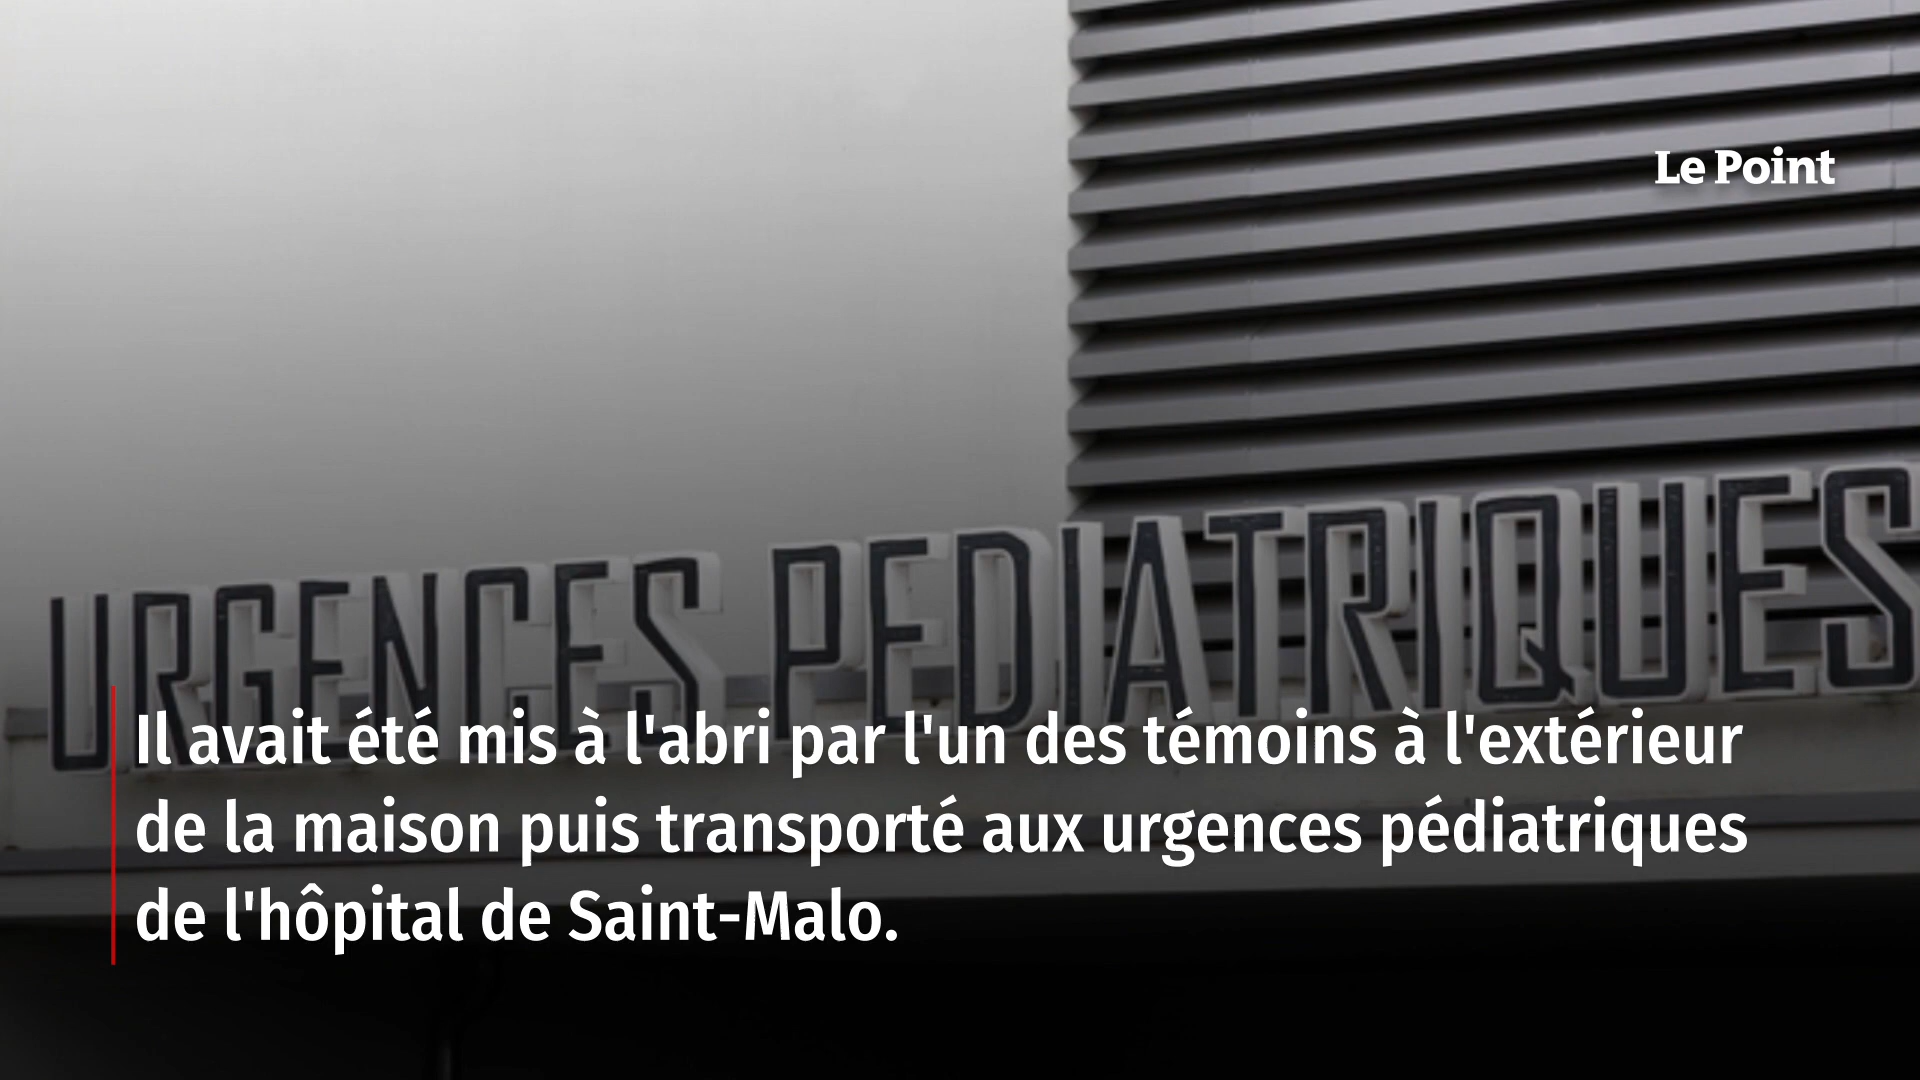 Le Point
URGENCES PEDIATRIQUES
Il avait été mis à l'abri par l'un des témoins à l'extérieur
de la maison puis transporté aux urgences pédiatriques
de l'hôpital de Saint-Malo.